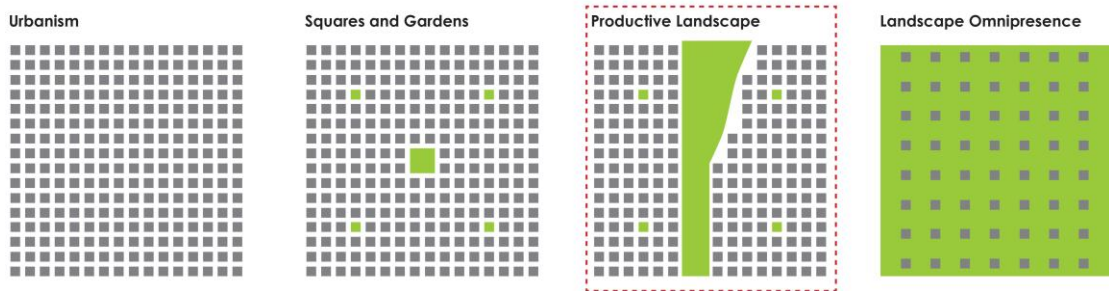 Urbanism
Squares and Gardens
Productive Landscape
Landscape Omnipresence